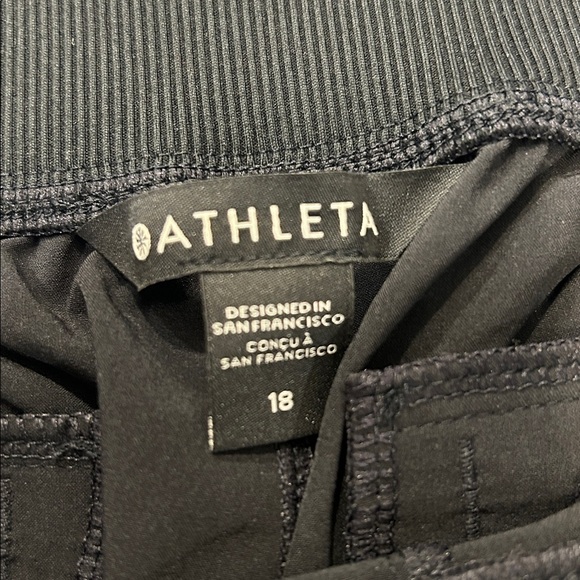 ATHLETA
DESIGNED IN
SAN FRANCISCO
CONÇU À
SAN FRANCISCO
18